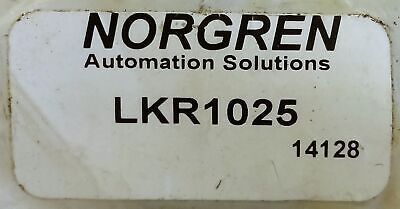 NORGREN
Automation Solutions
LKR1025
14128